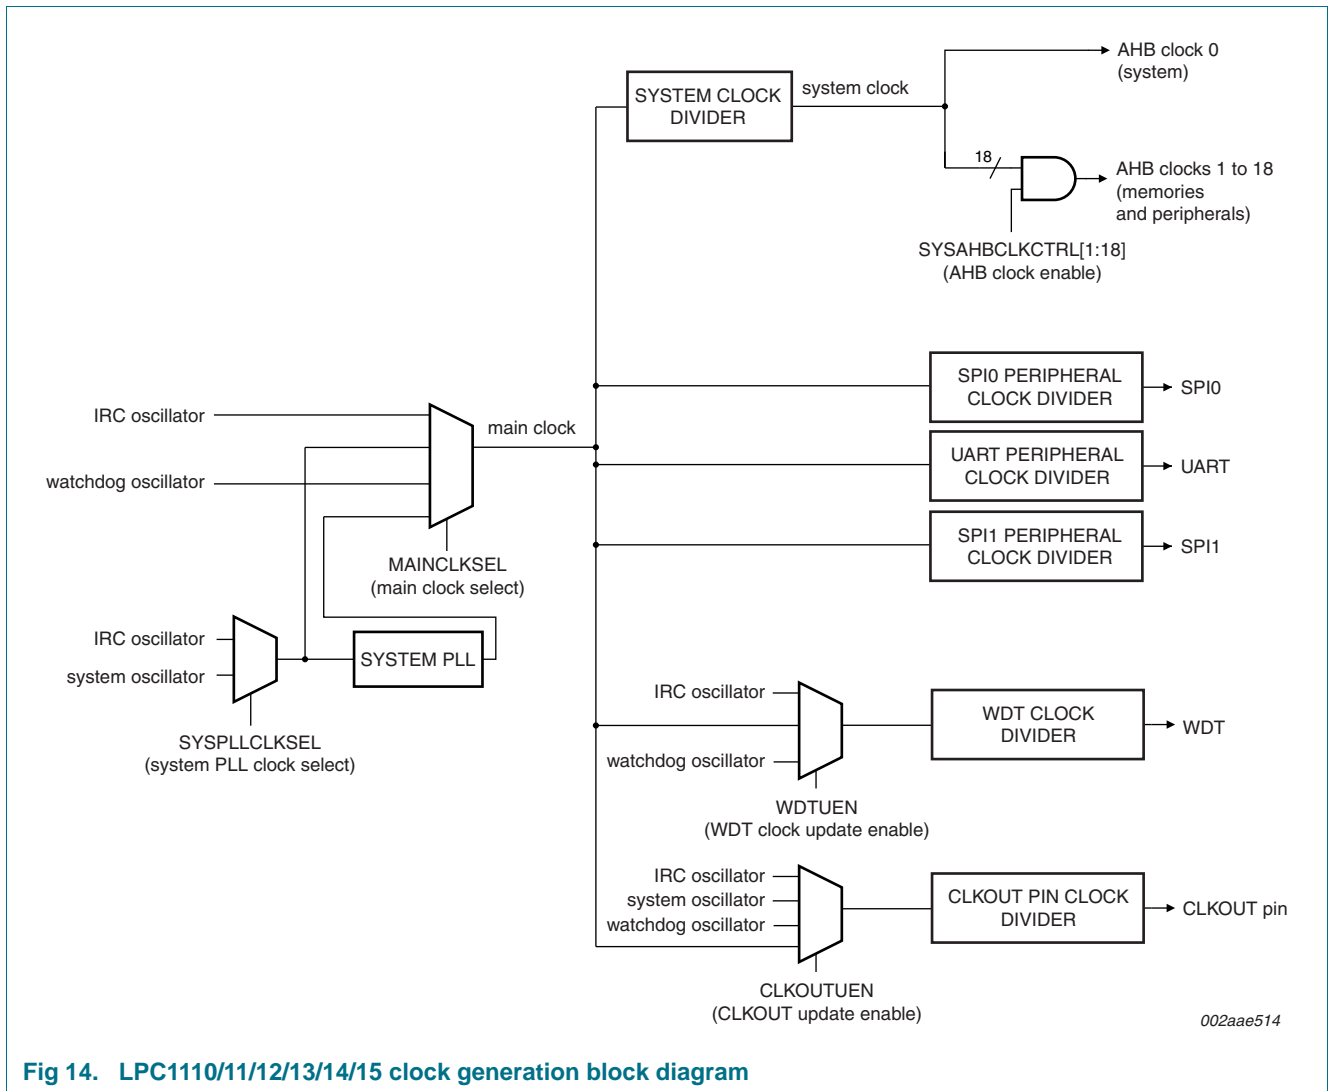 AHB clock 0
(system)
SYSTEM CLOCK
DIVIDER
system clock
18
AHB clocks 1 to 18
(memories
and peripherals)
SYSAHBCLKCTRL[1:18]
(AHB clock enable)
SPI0 PERIPHERAL
CLOCK DIVIDER
SPI0
IRC oscillator
main clock
UART PERIPHERAL
CLOCK DIVIDER
UART
watchdog oscillator
SPI1 PERIPHERAL
CLOCK DIVIDER
SPI1
MAINCLKSEL
(main clock select)
IRC oscillator
system oscillator
SYSTEM PLL
SYSPLLCLKSEL
(system PLL clock select)
IRC oscillator
watchdog oscillator
WDT CLOCK
DIVIDER
WDT
WDTUEN
(WDT clock update enable)
IRC oscillator
system oscillator
watchdog oscillator
CLKOUT PIN CLOCK
DIVIDER
CLKOUT pin
CLKOUTUEN
(CLKOUT update enable)
002aae514
Fig 14. LPC1110/11/12/13/14/15 clock generation block diagram